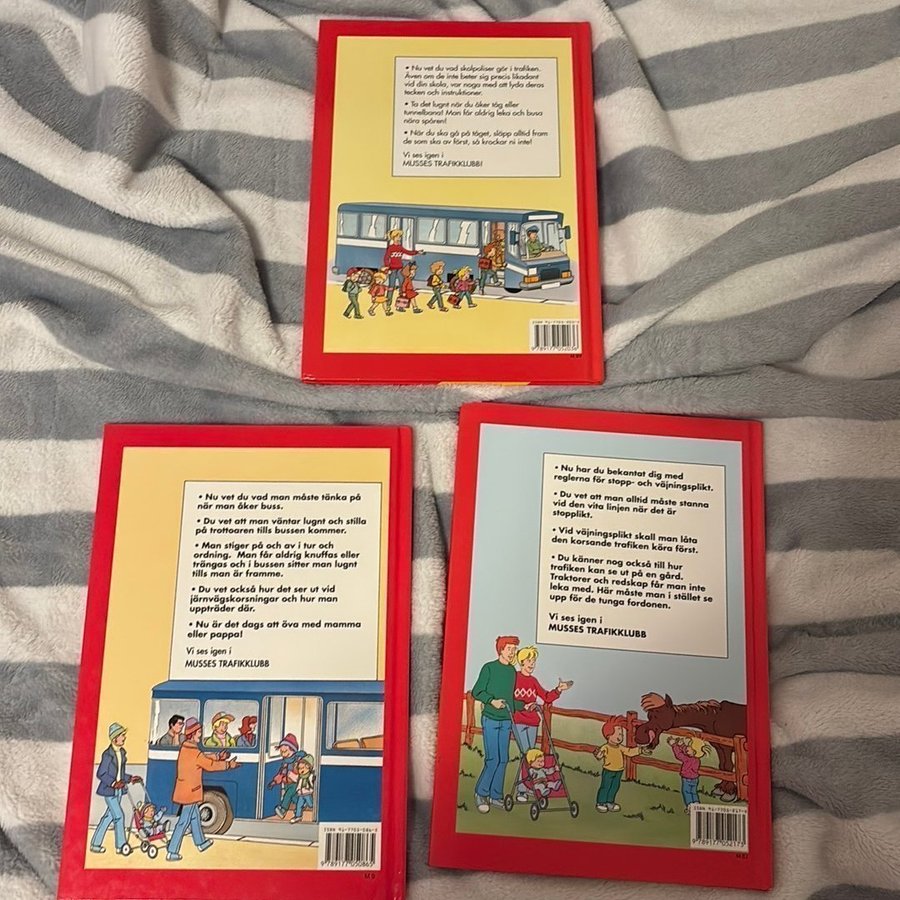 • Nu vet du vad skolpoliser gör i trafiken.
Även om de inte beter sig precis likadant
vid din skola, var noga med att lyda deras
tecken och instruktioner.
• Ta det lugnt när du åker tåg eller
tunnelbana! Man får aldrig leka och busa
nära spåren!
• När du ska gå på tåget, släpp alltid fram
de som ska av först, så krockar ni inte!
Vi ses igen i
MUSSES TRAFIKKLUBB!
• Nu vet du vad man måste tänka på
när man åker buss.
• Du vet att man väntar lugnt och stilla
på trottoaren tills bussen kommer.
• Man stiger på och av i tur och
ordning. Man får aldrig knuffas eller
trängas och i bussen sitter man lugnt
tills man är framme.
• Du vet också hur det ser ut vid
järnvägskorsningar och hur man
uppträder där.
• Nu är det dags att öva med mamma
eller pappa!
Vi ses igen i
MUSSES TRAFIKKLUBB
ISBN 91-7705-086-5
9 789177 050865
• Nu har du bekantat dig med
reglerna för stopp- och väjningsplikt.
• Du vet att man alltid måste stanna
vid den vita linjen när det är
stopplikt.
• Vid väjningsplikt skall man låta
den korsande trafiken köra först.
• Du känner nog också till hur
trafiken kan se ut på en gård.
Traktorer och redskap får man inte
leka med. Här måste man i stället se
upp för de tunga fordonen.
Vi ses igen i
MUSSES TRAFIKKLUBB
9 789177 052173